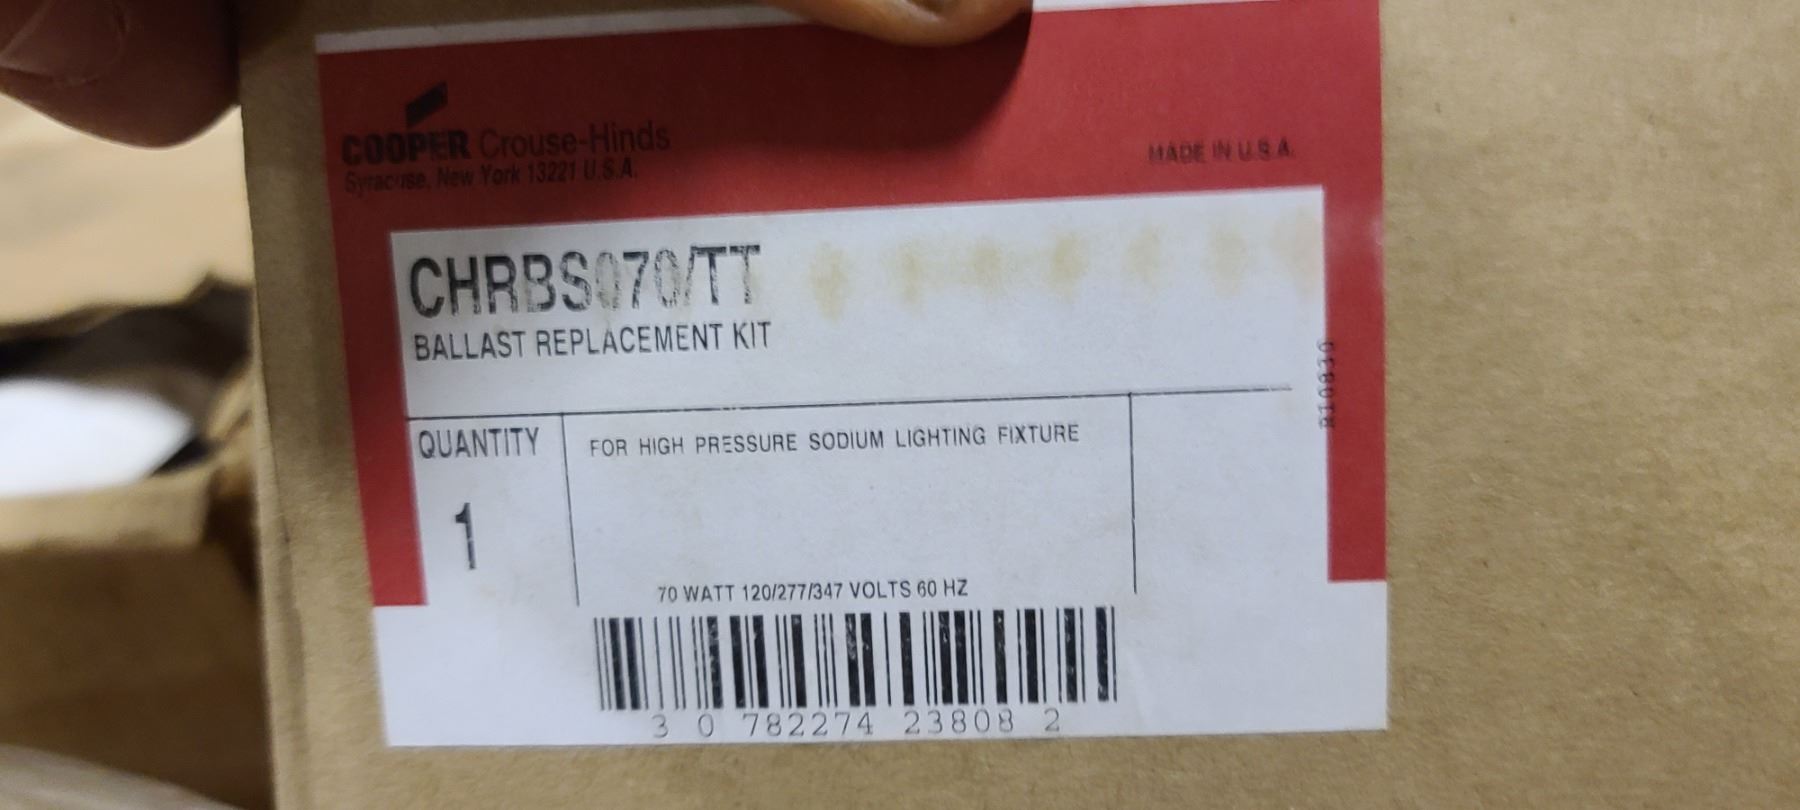 COOPER Crouse-Hinds
Syracuse, New York 13221 U.S.A.
MADE IN U.S.A.
CHRBS070/TT
BALLAST REPLACEMENT KIT
QUANTITY
1
FOR HIGH PRESSURE SODIUM LIGHTING FIXTURE
70 WATT 120/277/347 VOLTS 60 HZ
3 0 782274 23808 2